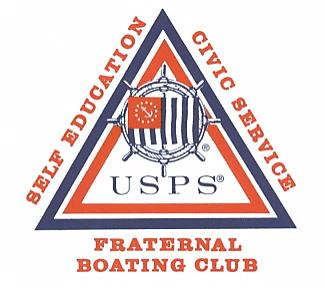 SELF EDUCATION
CIVIC SERVICE
®
USPS®
FRATERNAL
BOATING CLUB